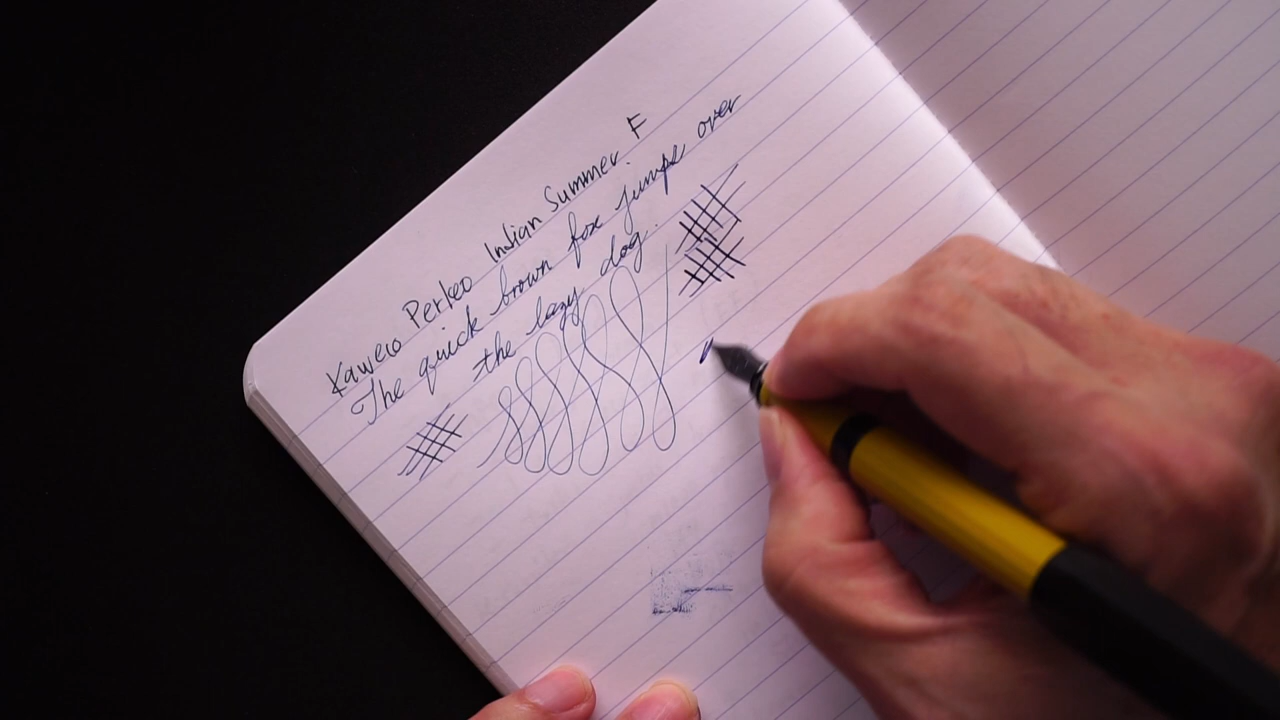 Kaweco Perkeo Indian Summer F
The quick brown fox jumps over
the lazy dog.